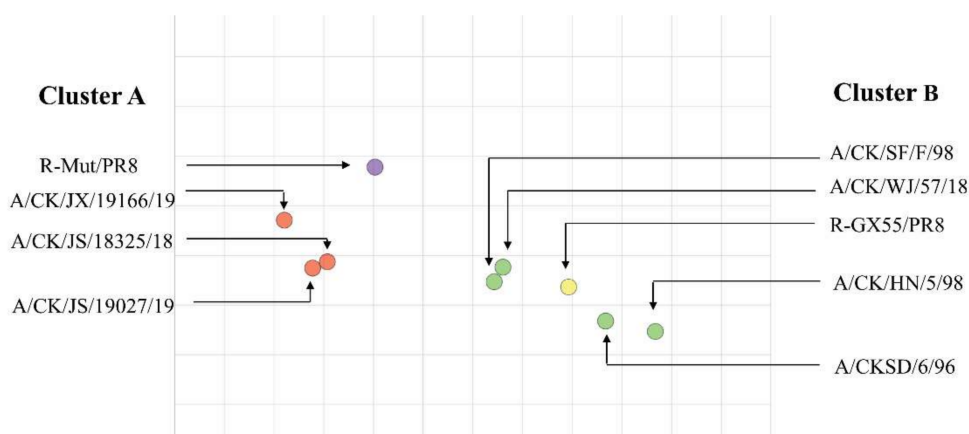 Cluster A
R-Mut/PR8
A/CK/JX/19166/19
A/CK/JS/18325/18
A/CK/JS/19027/19
Cluster B
A/CK/SF/F/98
A/CK/WJ/57/18
R-GX55/PR8
A/CK/HN/5/98
A/CKSD/6/96